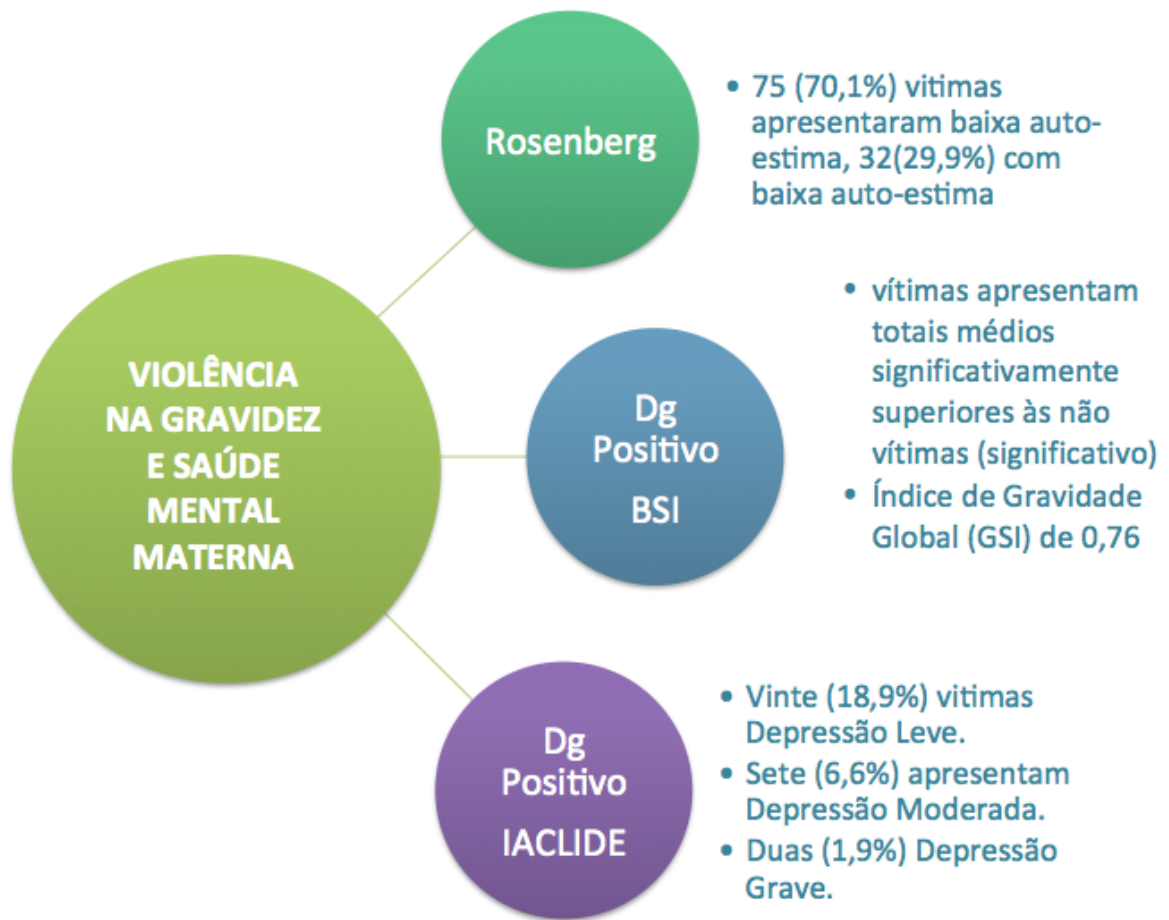 VIOLÊNCIA
NA GRAVIDEZ
E SAÚDE
MENTAL
MATERNA
Rosenberg
• 75 (70,1%) vitimas
apresentaram baixa auto-
estima, 32(29,9%) com
baixa auto-estima
Dg
Positivo
BSI
• vítimas apresentam
totais médios
significativamente
superiores às não
vítimas (significativo)
• Índice de Gravidade
Global (GSI) de 0,76
Dg
Positivo
IACLIDE
• Vinte (18,9%) vitimas
Depressão Leve.
• Sete (6,6%) apresentam
Depressão Moderada.
• Duas (1,9%) Depressão
Grave.